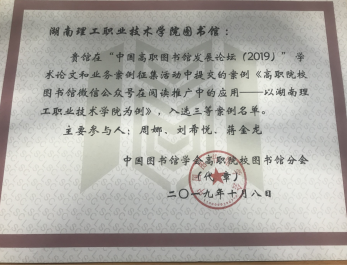 湖南理工职业技术学院图书馆：
贵馆在“中国高职图书馆发展论坛（2019）”学
术论文和业务案例征集活动中提交的案例《高职院校
图书馆微信公众号在阅读推广中的应用——以湖南理
工职业技术学院为例》，入选三等案例名单。
主要参与人：周娜、刘希悦、蒋金龙
中国图书馆学会高职院校图书馆分会
（代章）
二〇一九年十月八日